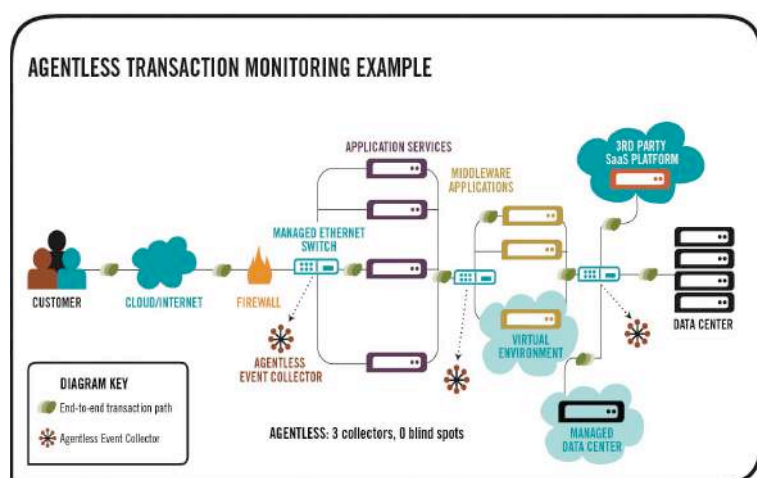 AGENTLESS TRANSACTION MONITORING EXAMPLE
APPLICATION SERVICES
MIDDLEWARE
APPLICATIONS
3RD PARTY
SaaS PLATFORM
MANAGED ETHERNET
SWITCH
CUSTOMER
CLOUD/INTERNET
FIREWALL
AGENTLESS
EVENT COLLECTOR
VIRTUAL
ENVIRONMENT
DATA CENTER
MANAGED
DATA CENTER
DIAGRAM KEY
End-to-end transaction path
Agentless Event Collector
AGENTLESS: 3 collectors, 0 blind spots